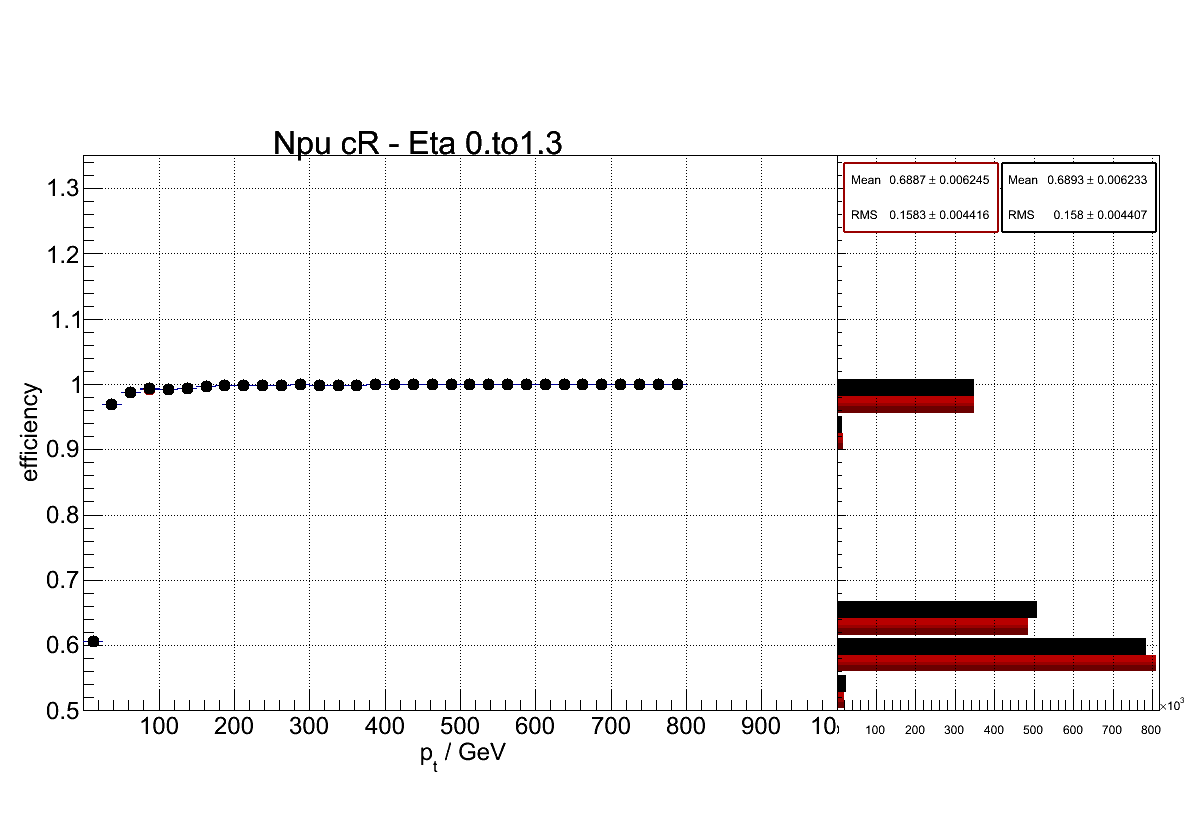 Npu cR - Eta 0.to1.3
Mean 0.6887 ± 0.006245
RMS 0.1583 ± 0.004416
Mean 0.6893 ± 0.006233
RMS 0.158 ± 0.004407
efficiency
1.3
1.2
1.1
1
0.9
0.8
0.7
0.6
0.5
100 200 300 400 500 600 700 800 900
100 200 300 400 500 600 700 800
×10³
pt / GeV